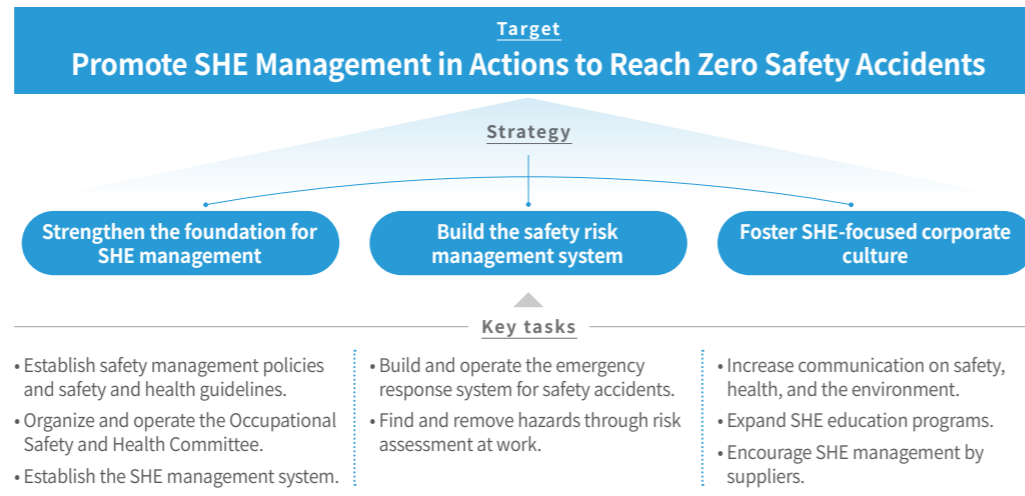 Target
Promote SHE Management in Actions to Reach Zero Safety Accidents
Strategy
Strengthen the foundation for
SHE management
Build the safety risk
management system
Foster SHE-focused corporate
culture
Key tasks
• Establish safety management policies
and safety and health guidelines.
• Organize and operate the Occupational
Safety and Health Committee.
• Establish the SHE management system.
• Build and operate the emergency
response system for safety accidents.
• Find and remove hazards through risk
assessment at work.
• Increase communication on safety,
health, and the environment.
• Expand SHE education programs.
• Encourage SHE management by
suppliers.